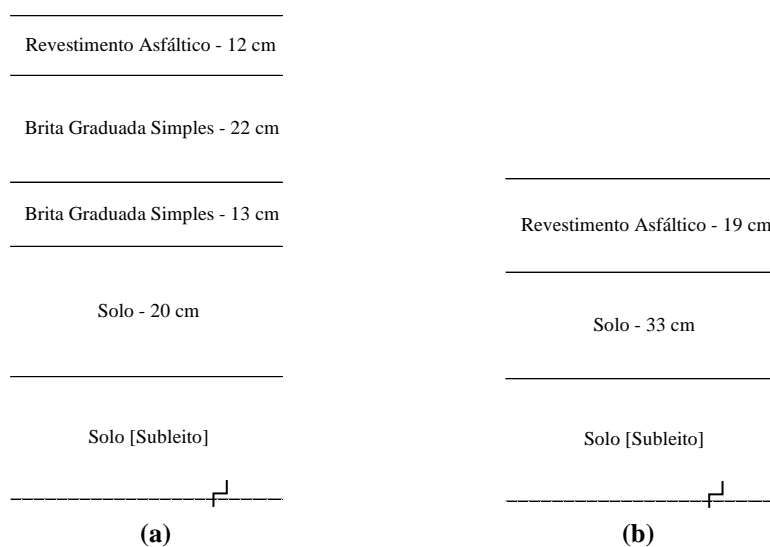 Revestimento Asfáltico - 12 cm
Brita Graduada Simples - 22 cm
Brita Graduada Simples - 13 cm
Solo - 20 cm
Solo [Subleito]
(a)
Revestimento Asfáltico - 19 cm
Solo - 33 cm
Solo [Subleito]
(b)